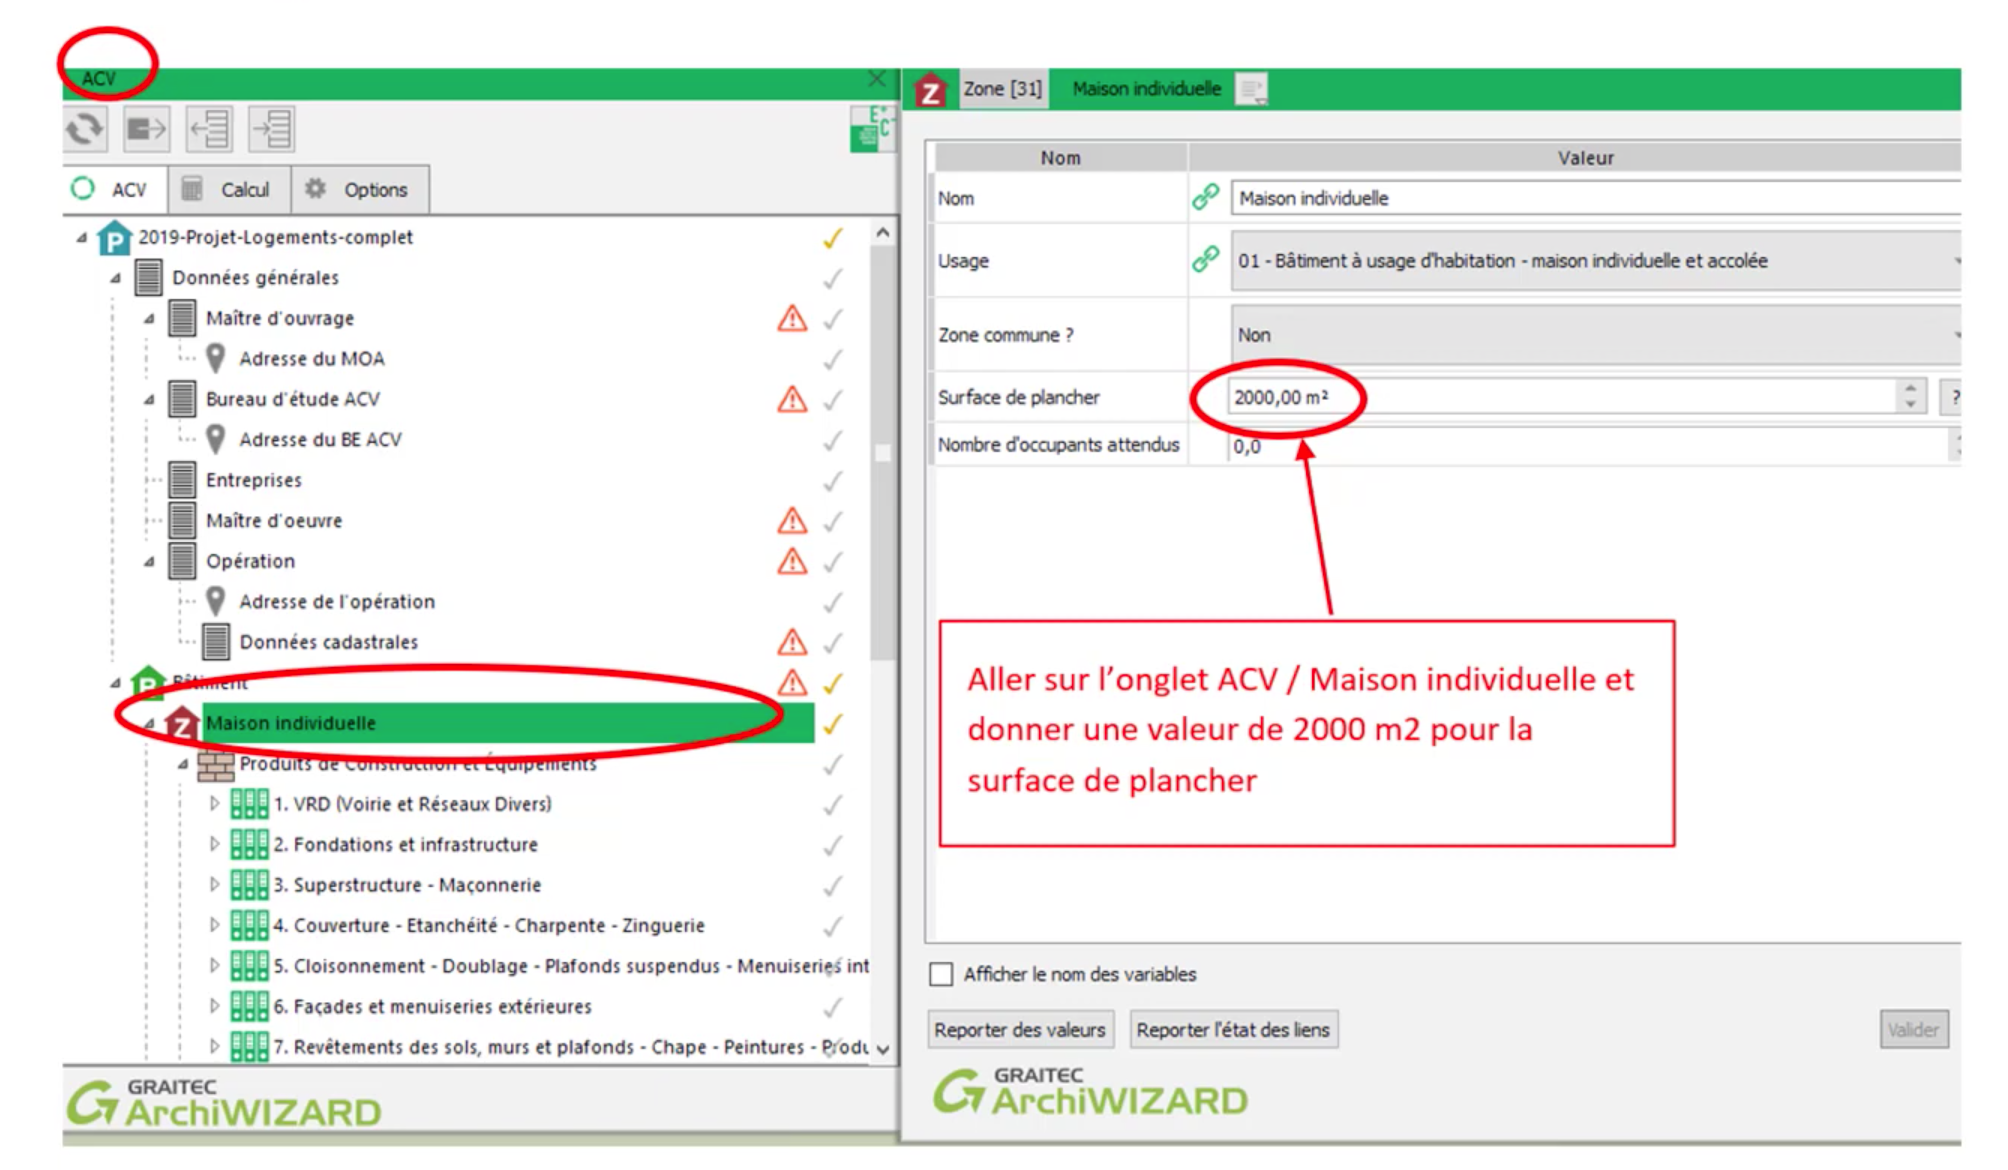 ACV
ACV
Calcul
Options
2019-Projet-Logements-complet
Données générales
Maître d'ouvrage
Adresse du MOA
Bureau d'étude ACV
Adresse du BE ACV
Entreprises
Maître d'oeuvre
Opération
Adresse de l'opération
Données cadastrales
Bâtiment
Maison individuelle
Produits de Construction et Équipements
1. VRD (Voirie et Réseaux Divers)
2. Fondations et infrastructure
3. Superstructure - Maçonnerie
4. Couverture - Etanchéité - Charpente - Zinguerie
5. Cloisonnement - Doublage - Plafonds suspendus - Menuiseries int
6. Façades et menuiseries extérieures
7. Revêtements des sols, murs et plafonds - Chape - Peintures - Produ
GRAITEC
ArchiWIZARD
Zone [31] Maison individuelle
Nom Valeur
Nom Maison individuelle
Usage 01 - Bâtiment à usage d'habitation - maison individuelle et accolée
Zone commune ? Non
Surface de plancher 2000,00 m² ?
Nombre d'occupants attendus 0,0
Aller sur l'onglet ACV / Maison individuelle et
donner une valeur de 2000 m2 pour la
surface de plancher
Afficher le nom des variables
Reporter des valeurs Reporter l'état des liens Valider
GRAITEC
ArchiWIZARD